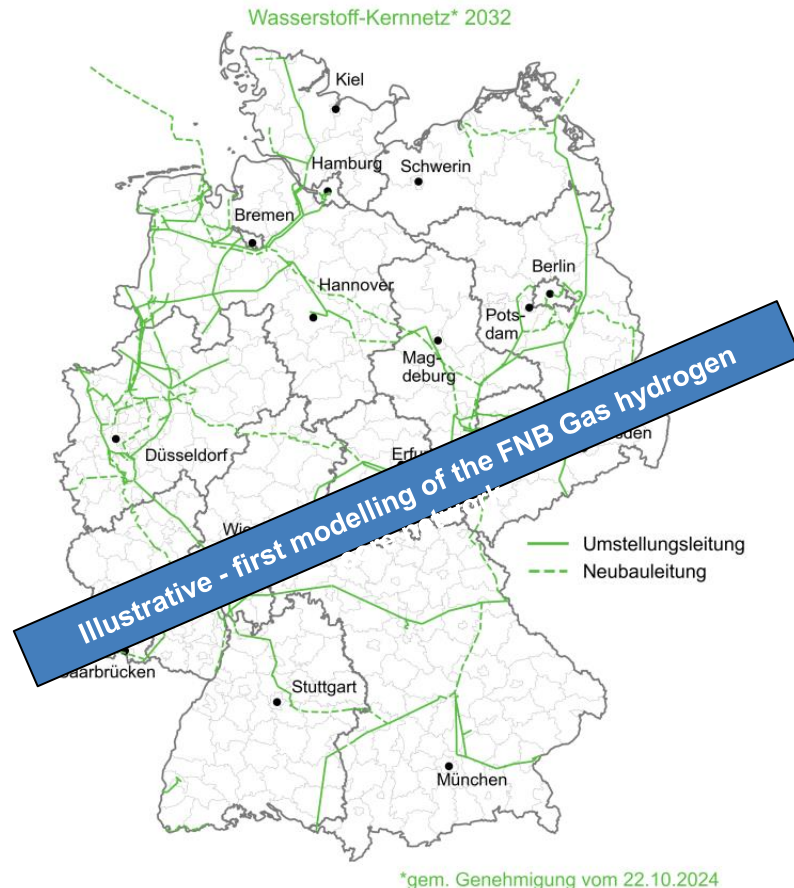 Wasserstoff-Kernnetz* 2032
Kiel
Hamburg
Schwerin
Bremen
Berlin
Hannover
Pots-
dam
Mag-
deburg
Düsseldorf
Illustrative - first modelling of the FNB Gas hydrogen
Umstellungsleitung
Neubauleitung
Saarbrücken
Stuttgart
München
*gem. Genehmigung vom 22.10.2024